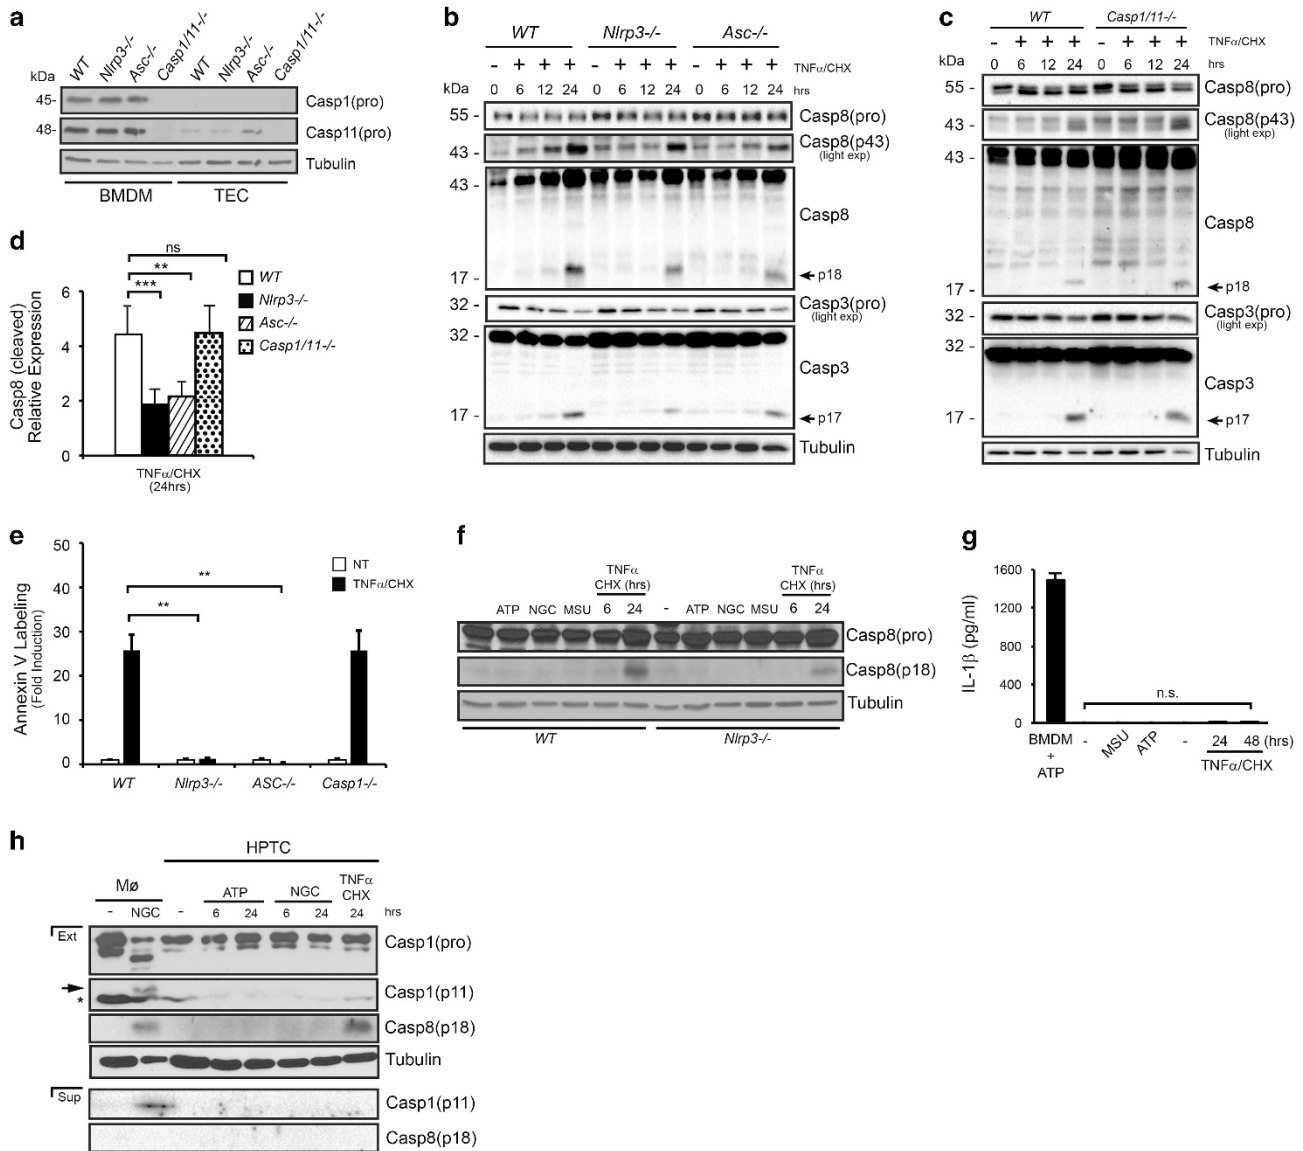 a
WT
Nlrp3-/-
Asc-/-
Casp1/11-/-
WT
Nlrp3-/-
Asc-/-
Casp1/11-/-
kDa
45-
Casp1(pro)
48-
Casp11(pro)
Tubulin
BMDM TEC
b
WT Nlrp3-/- Asc-/-
- + + + - + + + - + + + TNFα/CHX
kDa 0 6 12 24 0 6 12 24 0 6 12 24 hrs
55 - Casp8(pro)
43 - Casp8(p43)
(light exp)
43 -
Casp8
17 - p18
32 - Casp3(pro)
(light exp)
32 -
Casp3
17 - p17
Tubulin
c
WT Casp1/11-/-
- + + + - + + + TNFα/CHX
kDa 0 6 12 24 0 6 12 24 hrs
55 - Casp8(pro)
43 - Casp8(p43)
(light exp)
43 -
Casp8
17 - p18
32 - Casp3(pro)
(light exp)
32 -
Casp3
17 - p17
Tubulin
d
ns
**
***
WT
Nlrp3-/-
Asc-/-
Casp1/11-/-
Casp8 (cleaved)
Relative Expression
6
4
2
0
TNFα/CHX
(24hrs)
e
Annexin V Labeling
(Fold Induction)
50
40
30
20
10
0
NT
TNFα/CHX
**
**
WT Nlrp3-/- ASC-/- Casp1-/-
f
TNFα
CHX (hrs)
TNFα
CHX (hrs)
ATP NGC MSU 6 24 - ATP NGC MSU 6 24
Casp8(pro)
Casp8(p18)
Tubulin
WT Nlrp3-/-
g
IL-1β (pg/ml)
1600
1200
800
400
0
n.s.
BMDM
+
ATP
- MSU ATP - 24 48 (hrs)
TNFα/CHX
h
HPTC
Mø ATP NGC TNFα
CHX
- NGC - 6 24 6 24 24 hrs
Ext
Casp1(pro)
* Casp1(p11)
Casp8(p18)
Tubulin
Sup
Casp1(p11)
Casp8(p18)